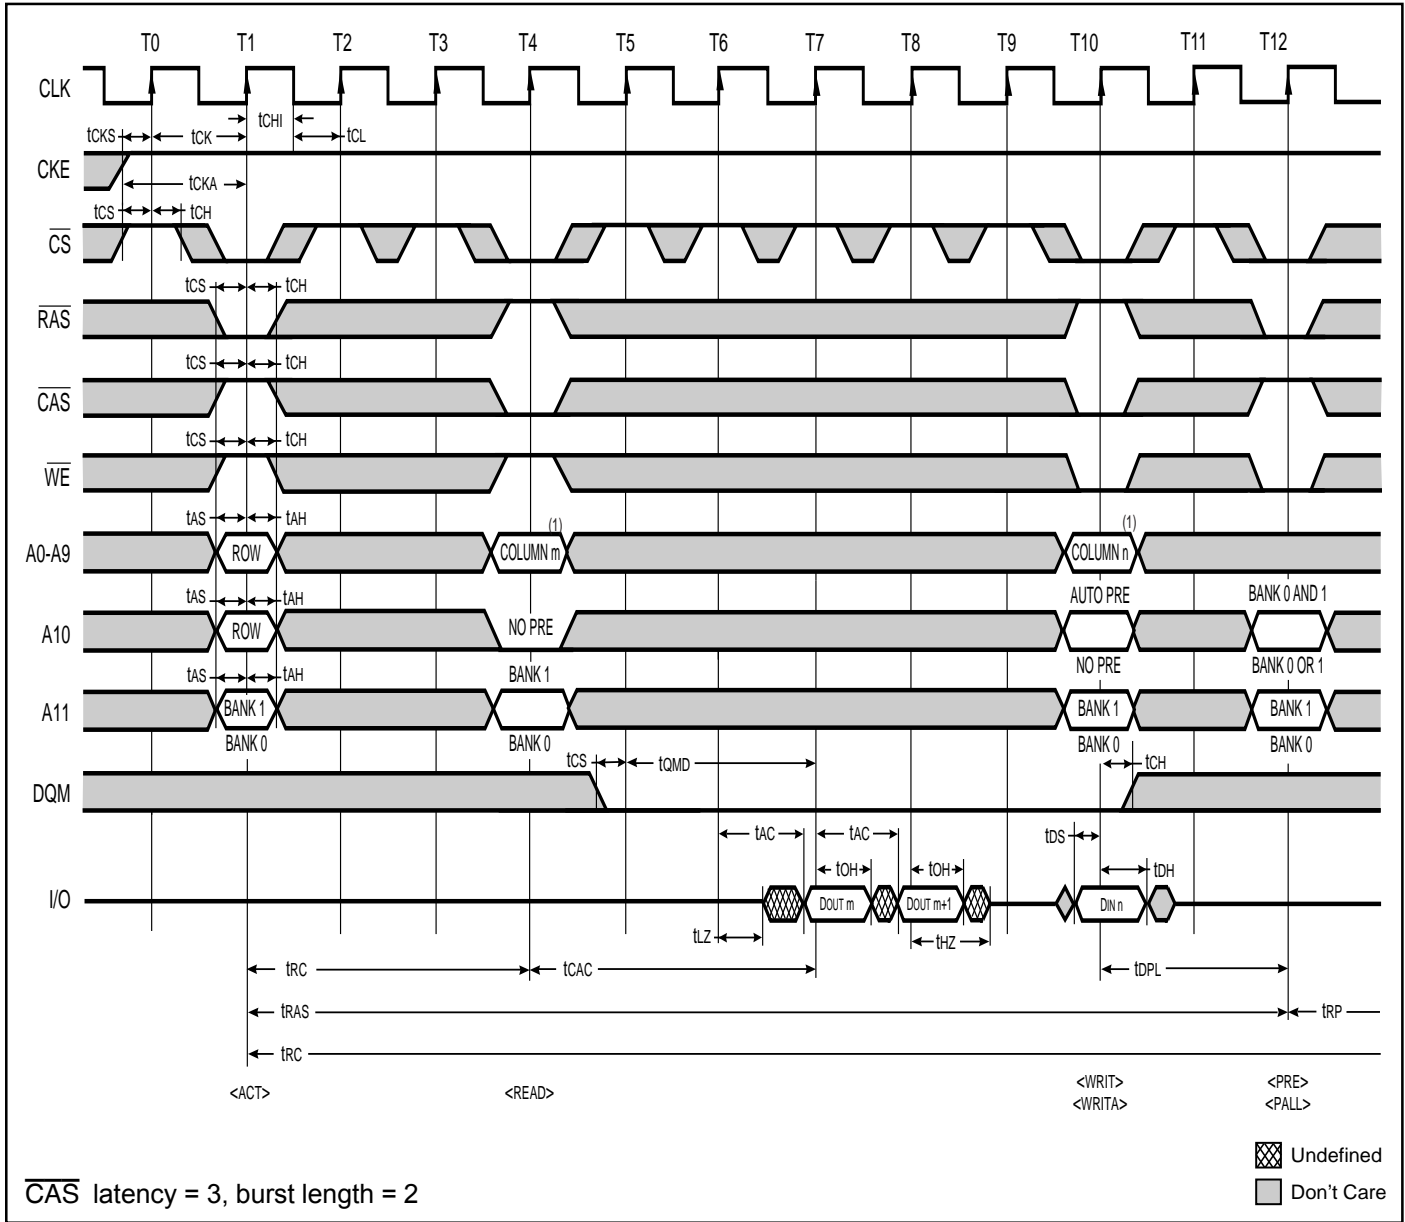 T0 T1 T2 T3 T4 T5 T6 T7 T8 T9 T10 T11 T12
CLK
tCHI
tCKS tCK tCL
CKE
tCKA
tCS tCH
CS
tCS tCH
RAS
tCS tCH
CAS
tCS tCH
WE
tAS tAH
(1) (1)
A0-A9 ROW COLUMN m COLUMN n
tAS tAH AUTO PRE BANK 0 AND 1
A10 ROW NO PRE
NO PRE BANK 0 OR 1
tAS tAH BANK 1
A11 BANK 1 BANK 1 BANK 1
BANK 0 BANK 0 BANK 0 BANK 0
tCS tQMD tCH
DQM
tAC tAC tDS
tOH tOH tDH
I/O DOUT m DOUT m+1 DIN n
tLZ tHZ
tRC tCAC tDPL
tRAS tRP
tRC
<ACT> <READ> <WRIT> <PRE>
<WRITA> <PALL>
Undefined
CAS latency = 3, burst length = 2
Don't Care